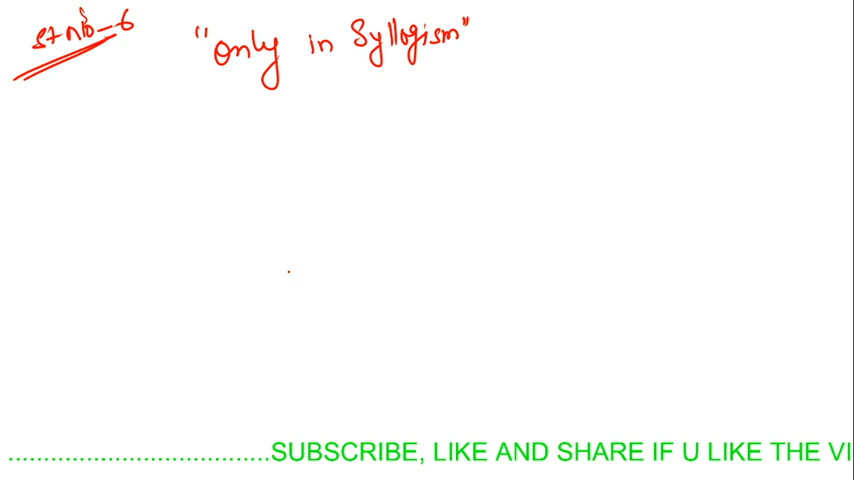 "Only in Syllogism"
....................................SUBSCRIBE, LIKE AND SHARE IF U LIKE THE VI